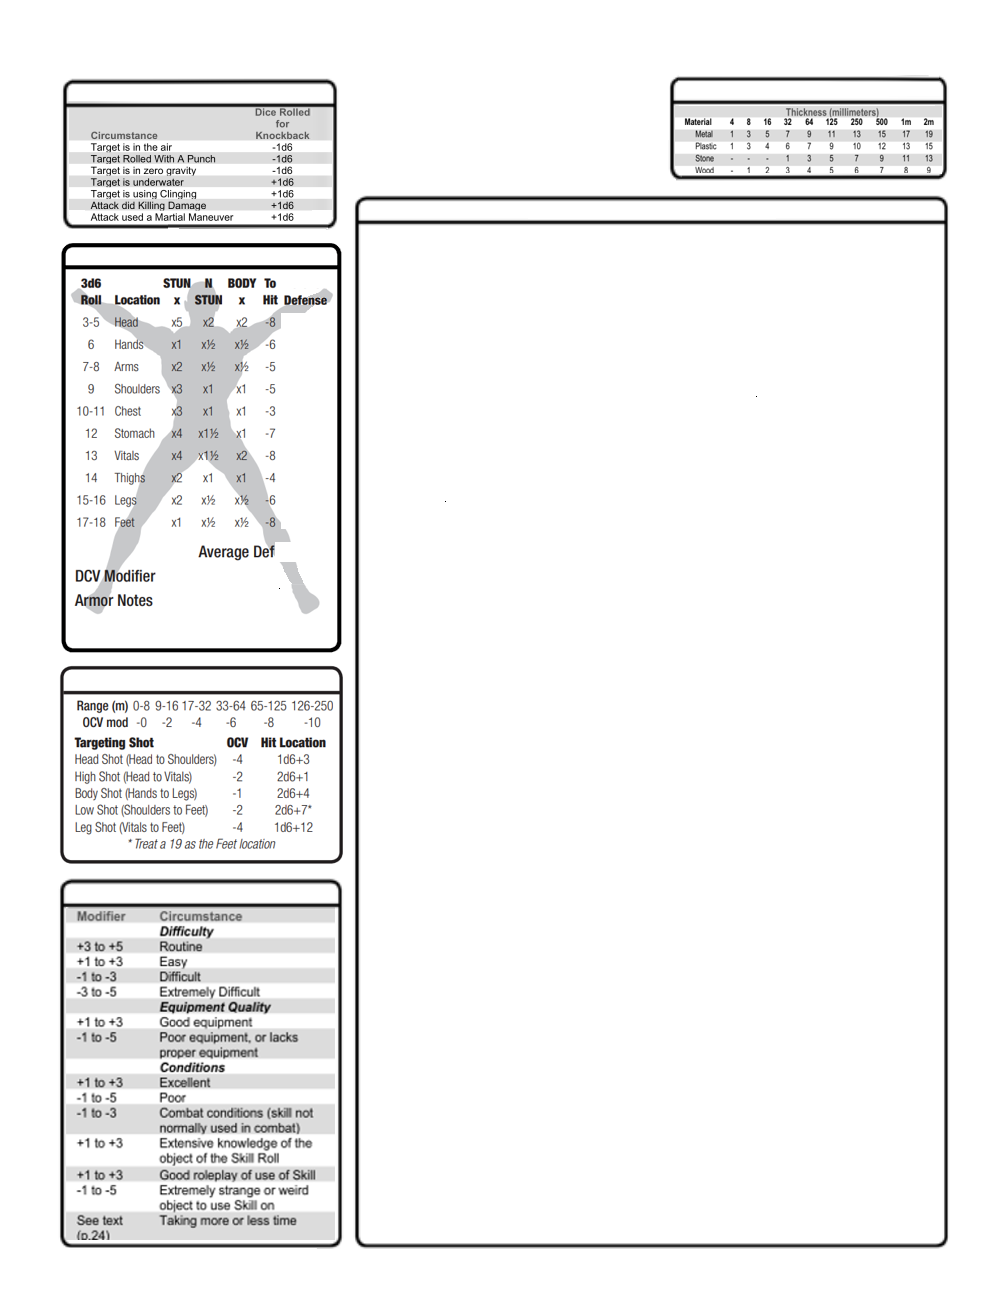 Dice Rolled
for
Circumstance Knockback
Target is in the air -1d6
Target Rolled With A Punch -1d6
Target is in zero gravity -1d6
Target is underwater +1d6
Target is using Clinging +1d6
Attack did Killing Damage +1d6
Attack used a Martial Maneuver +1d6
Thickness (millimeters)
Material 4 8 16 32 64 125 250 500 1m 2m
Metal 1 3 5 7 9 11 13 15 17 19
Plastic 1 3 4 6 7 9 10 12 13 15
Stone - - - 1 3 5 7 9 11 13
Wood - 1 2 3 4 5 6 7 8 9
3d6 STUN N BODY To
Roll Location x STUN x Hit Defense
3-5 Head x5 x2 x2 -8
6 Hands x1 x½ x½ -6
7-8 Arms x2 x½ x½ -5
9 Shoulders x3 x1 x1 -5
10-11 Chest x3 x1 x1 -3
12 Stomach x4 x1½ x1 -7
13 Vitals x4 x1½ x2 -8
14 Thighs x2 x1 x1 -4
15-16 Legs x2 x½ x½ -6
17-18 Feet x1 x½ x½ -8
Average Def
DCV Modifier
Armor Notes
Range (m) 0-8 9-16 17-32 33-64 65-125 126-250
OCV mod -0 -2 -4 -6 -8 -10
Targeting Shot OCV Hit Location
Head Shot (Head to Shoulders) -4 1d6+3
High Shot (Head to Vitals) -2 2d6+1
Body Shot (Hands to Legs) -1 2d6+4
Low Shot (Shoulders to Feet) -2 2d6+7*
Leg Shot (Vitals to Feet) -4 1d6+12
* Treat a 19 as the Feet location
Modifier Circumstance
Difficulty
+3 to +5 Routine
+1 to +3 Easy
-1 to -3 Difficult
-3 to -5 Extremely Difficult
Equipment Quality
+1 to +3 Good equipment
-1 to -5 Poor equipment, or lacks
proper equipment
Conditions
+1 to +3 Excellent
-1 to -5 Poor
-1 to -3 Combat conditions (skill not
normally used in combat)
+1 to +3 Extensive knowledge of the
object of the Skill Roll
+1 to +3 Good roleplay of use of Skill
-1 to -5 Extremely strange or weird
object to use Skill on
See text Taking more or less time
(p.24)